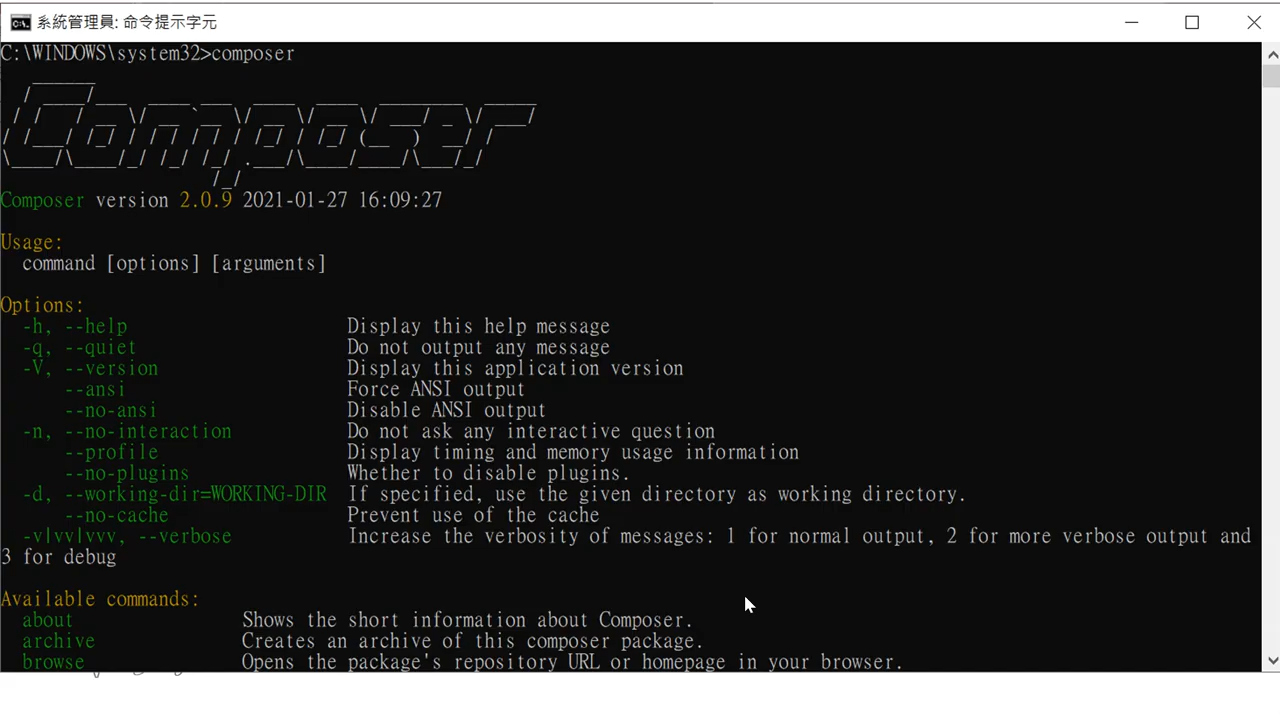 系統管理員: 命令提示字元
C:\WINDOWS\system32>composer
Composer
Composer version 2.0.9 2021-01-27 16:09:27
Usage:
command [options] [arguments]
Options:
-h, --help Display this help message
-q, --quiet Do not output any message
-V, --version Display this application version
--ansi Force ANSI output
--no-ansi Disable ANSI output
-n, --no-interaction Do not ask any interactive question
--profile Display timing and memory usage information
--no-plugins Whether to disable plugins.
-d, --working-dir=WORKING-DIR If specified, use the given directory as working directory.
--no-cache Prevent use of the cache
-v|vv|vvv, --verbose Increase the verbosity of messages: 1 for normal output, 2 for more verbose output and
3 for debug
Available commands:
about Shows the short information about Composer.
archive Creates an archive of this composer package.
browse Opens the package's repository URL or homepage in your browser.